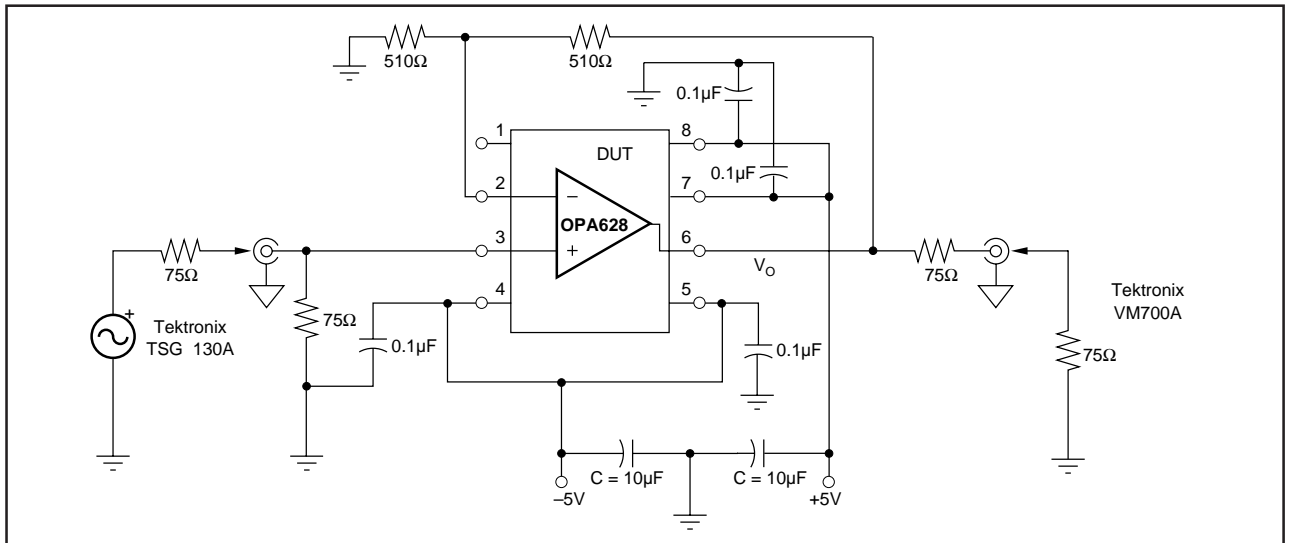 510Ω
510Ω
0.1µF
1
8
DUT
0.1µF
2
7
−
OPA628
3
6
+
V_O
75Ω
75Ω
4
5
Tektronix
TSG 130A
+
75Ω
0.1µF
0.1µF
Tektronix
VM700A
75Ω
C = 10µF
C = 10µF
–5V
+5V